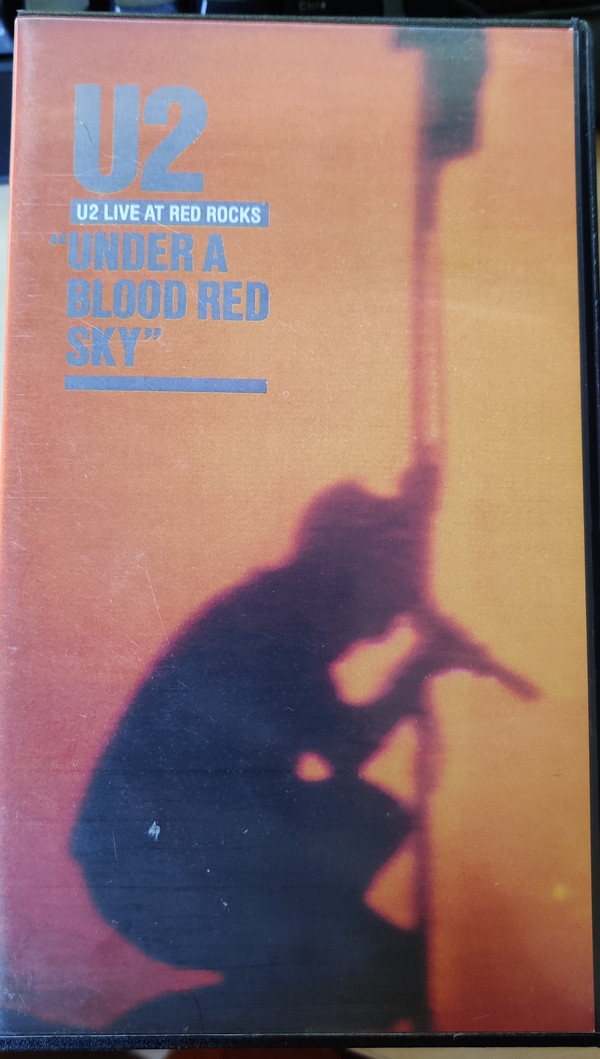 U2
U2 LIVE AT RED ROCKS
“UNDER A
BLOOD RED
SKY”